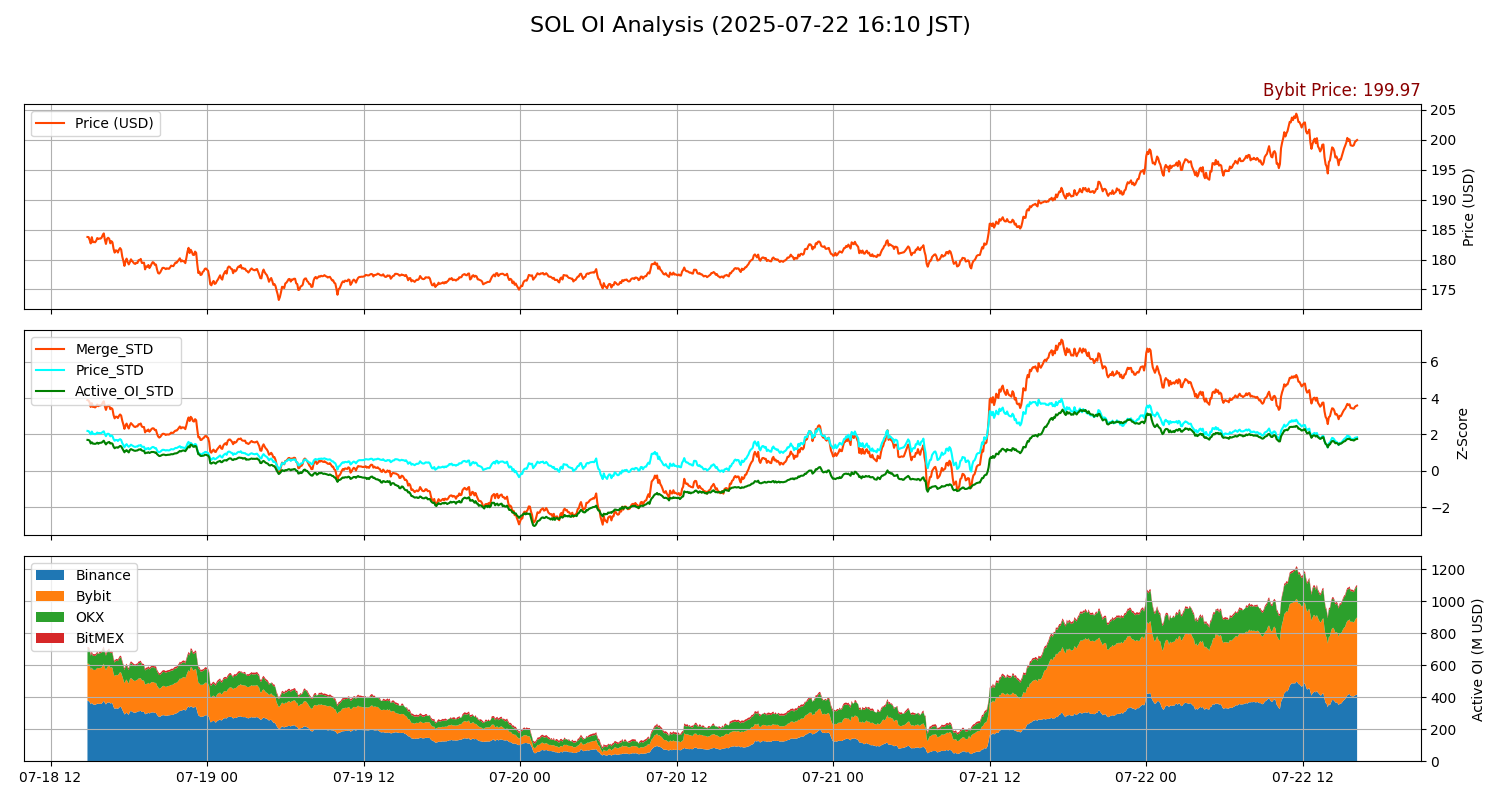 SOL OI Analysis (2025-07-22 16:10 JST)
Bybit Price: 199.97
Price (USD)
205
200
195
190
185
180
175
Price (USD)
Merge_STD
Price_STD
Active_OI_STD
6
4
2
0
−2
Z-Score
Binance
Bybit
OKX
BitMEX
1200
1000
800
600
400
200
0
Active OI (M USD)
07-18 12
07-19 00
07-19 12
07-20 00
07-20 12
07-21 00
07-21 12
07-22 00
07-22 12